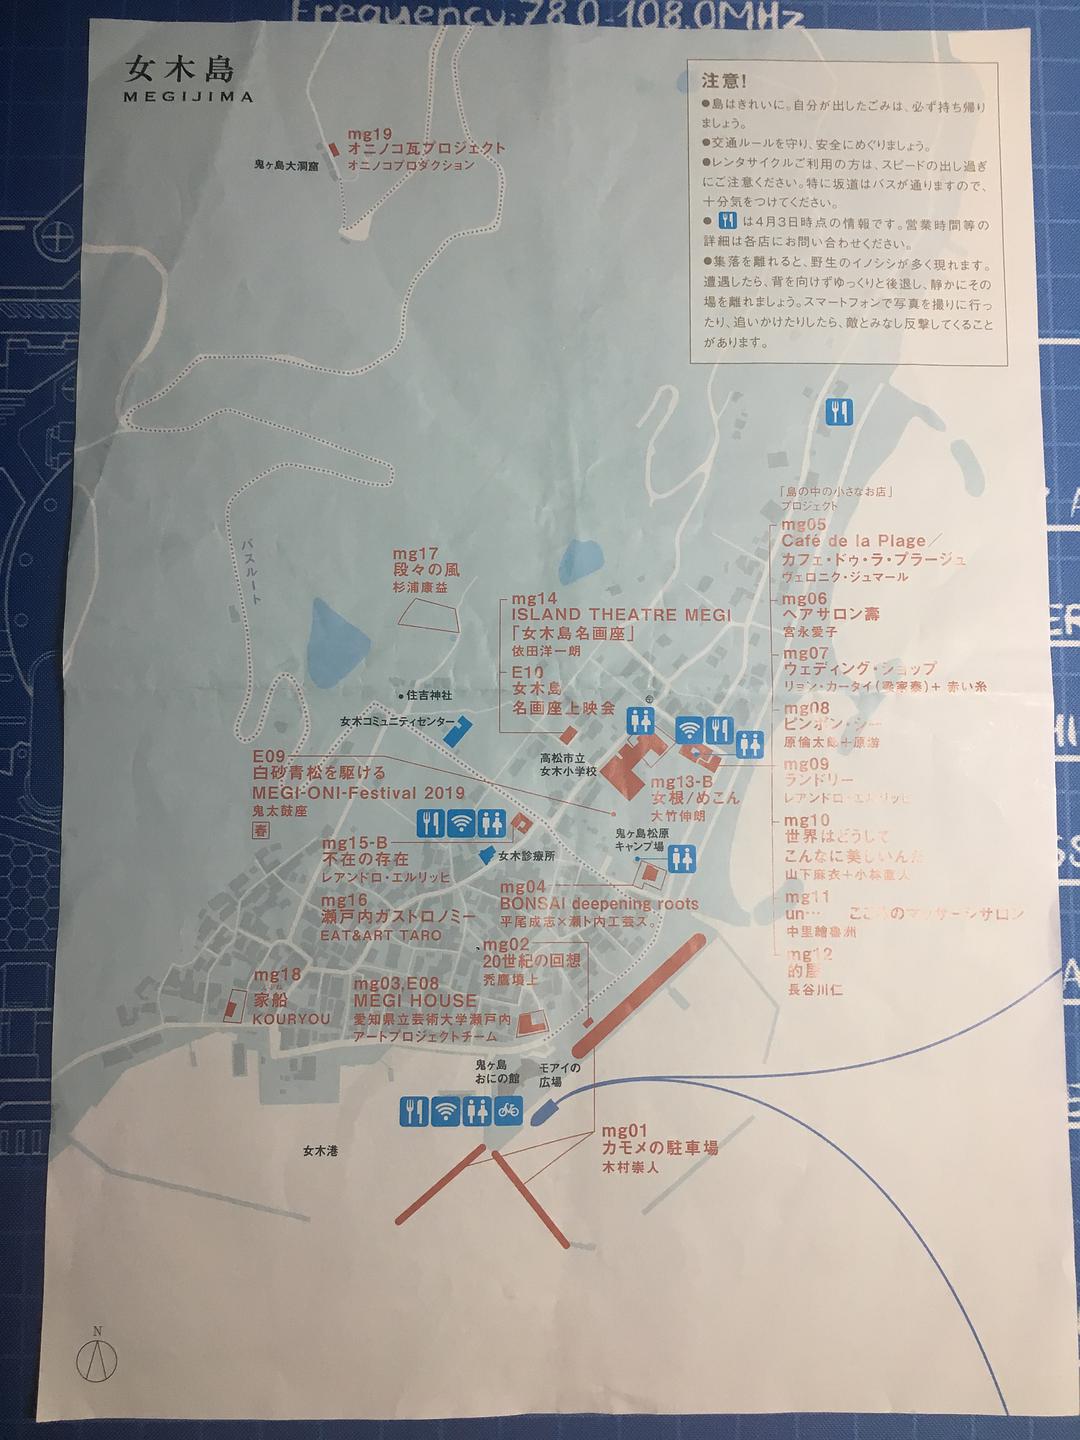 Frequency:78.0-108.0MHz
女木島
MEGIJIMA
注意!
●島はきれいに。自分が出したごみは、必ず持ち帰り
ましょう。
●交通ルールを守り、安全にめぐりましょう。
●レンタサイクルご利用の方は、スピードの出し過ぎ
にご注意ください。特に坂道はバスが通りますので、
十分気をつけてください。
● は4月3日時点の情報です。営業時間等の
詳細は各店にお問い合わせください。
●集落を離れると、野生のイノシシが多く現れます。
遭遇したら、背を向けずゆっくりと後退し、静かにその
場を離れましょう。スマートフォンで写真を撮りに行っ
たり、追いかけたりしたら、敵とみなし反撃してくること
があります。
mg19
オニノコ瓦プロジェクト
オニノコプロダクション
鬼ヶ島大洞窟
バスルート
「島の中の小さなお店」
プロジェクト
mg05
Café de la Plage/
カフェ・ドゥ・ラ・プラージュ
ヴェロニク・ジュマール
mg06
ヘアサロン壽
宮永愛子
mg07
ウェディング・ショップ
リョン・カータイ(梁家泰)+ 赤い糸
mg08
ピンポン・シー
原倫太郎+原游
mg09
ランドリー
レアンドロ・エルリッヒ
mg10
世界はどうして
こんなに美しいんだ
山下麻衣+小林直人
mg11
un… こころのマッサージサロン
中里繪魯洲
mg12
的屋
長谷川仁
mg17
段々の風
杉浦康益
mg14
ISLAND THEATRE MEGI
「女木島名画座」
依田洋一朗
E10
女木島
名画座上映会
住吉神社
女木コミュニティセンター
高松市立
女木小学校
E09
白砂青松を駆ける
MEGI-ONI-Festival 2019
鬼太鼓座
春
mg13-B
女根/めこん
大竹伸朗
鬼ヶ島松原
キャンプ場
mg15-B
不在の存在
レアンドロ・エルリッヒ
女木診療所
mg04
BONSAI deepening roots
平尾成志×瀬ト内工芸ズ。
mg16
瀬戸内ガストロノミー
EAT&ART TARO
mg02
20世紀の回想
禿鷹墳上
mg18
家船
KOURYOU
mg03,E08
MEGI HOUSE
愛知県立芸術大学瀬戸内
アートプロジェクトチーム
鬼ヶ島
おにの館
モアイの
広場
mg01
カモメの駐車場
木村崇人
女木港
N